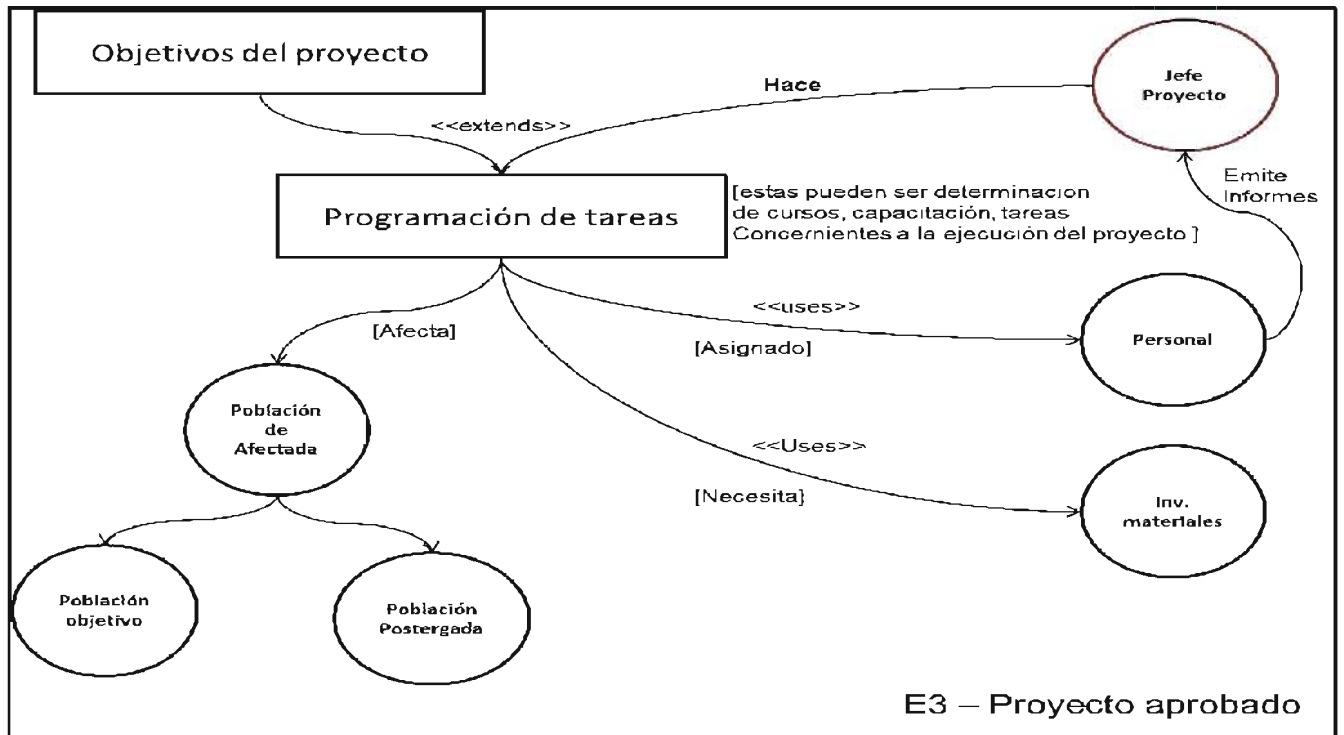 Objetivos del proyecto
Hace
Jefe
Proyecto
<<extends>>
Emite
Informes
Programación de tareas
[estas pueden ser determinacion
de cursos, capacitación, tareas
Concernientes a la ejecución del proyecto ]
<<uses>>
[Afecta]
[Asignado]
Personal
Población
de
Afectada
<<Uses>>
[Necesita}
Inv.
materiales
Población
objetivo
Población
Postergada
E3 – Proyecto aprobado